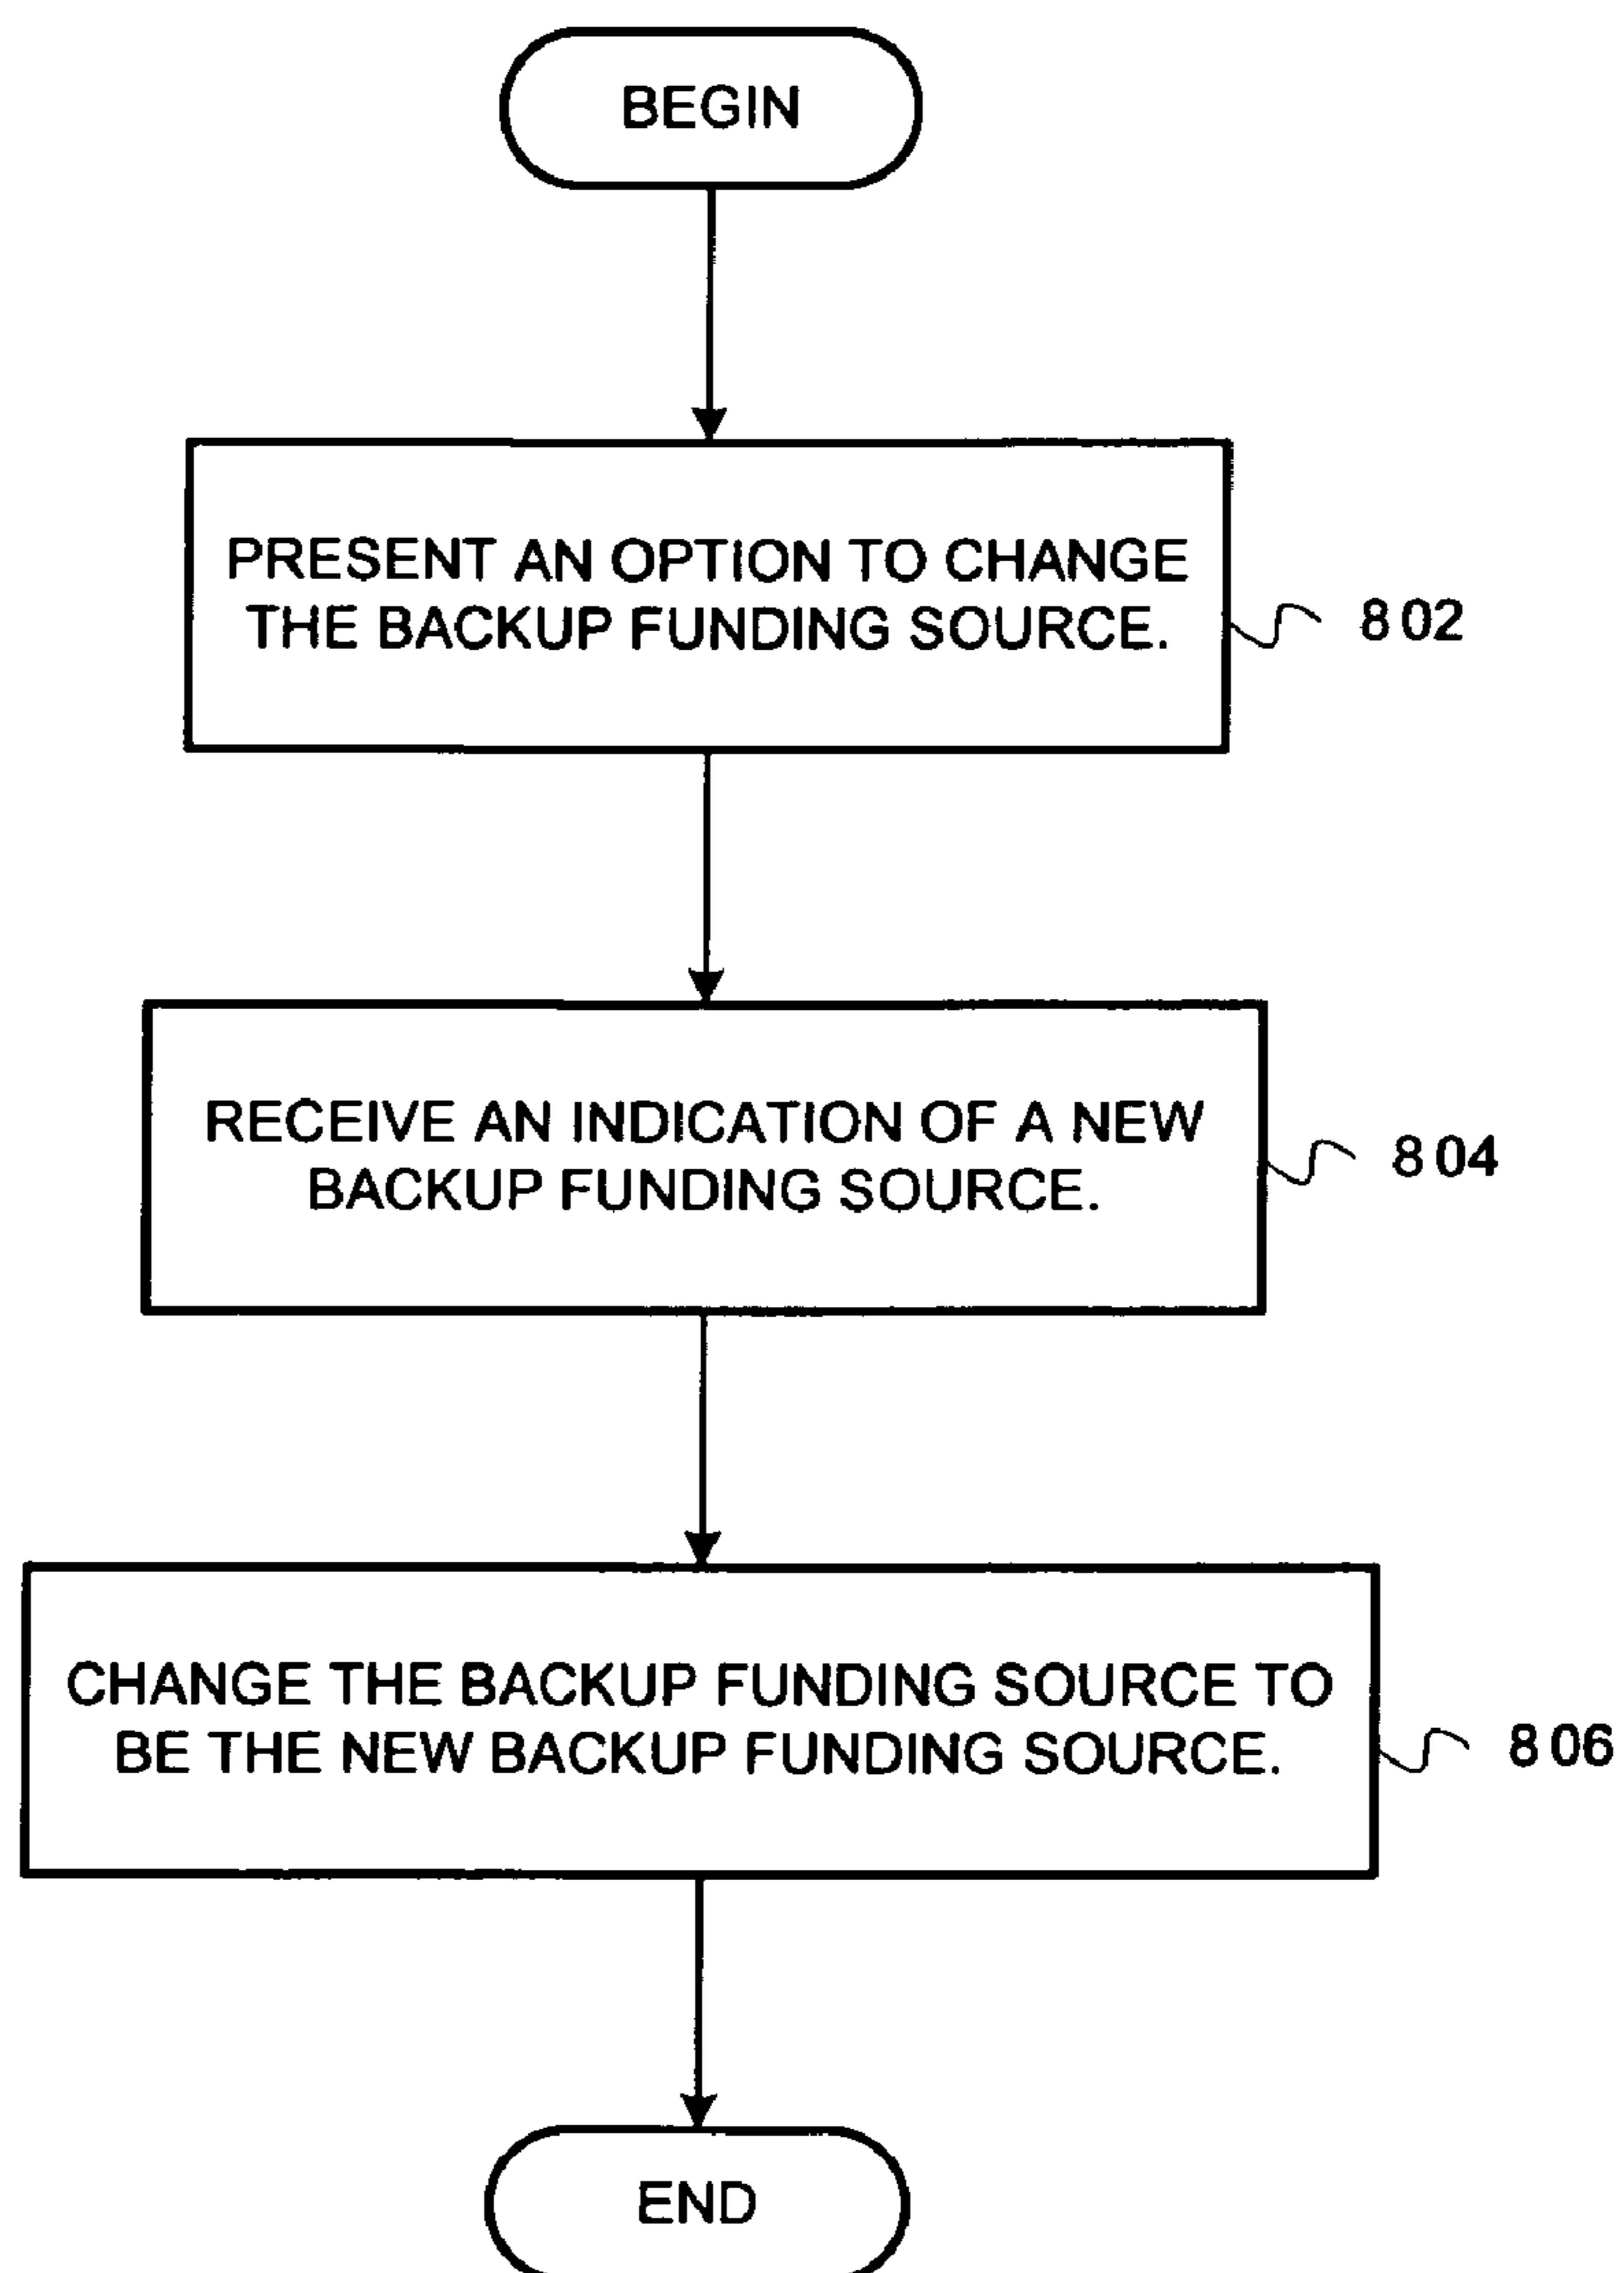 BEGIN
PRESENT AN OPTION TO CHANGE
THE BACKUP FUNDING SOURCE.
802
RECEIVE AN INDICATION OF A NEW
BACKUP FUNDING SOURCE.
804
CHANGE THE BACKUP FUNDING SOURCE TO
BE THE NEW BACKUP FUNDING SOURCE.
806
END